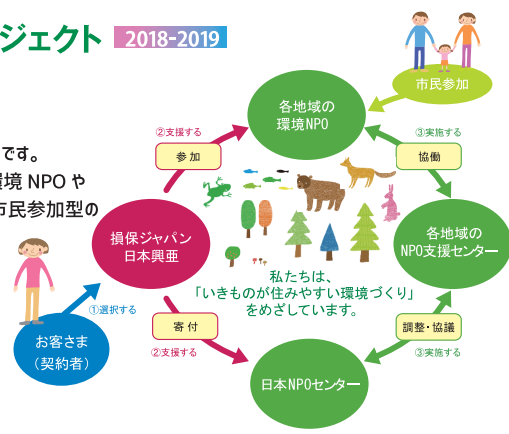 ジェクト 2018-2019
市民参加
各地域の
環境NPO
②支援する
参加
③実施する
協働
です。
環境 NPO や
市民参加型の
損保ジャパン
日本興亜
各地域の
NPO支援センター
私たちは、
「いきものが住みやすい環境づくり」
をめざしています。
①選択する
お客さま
（契約者）
寄付
②支援する
調整・協議
③実施する
日本NPOセンター